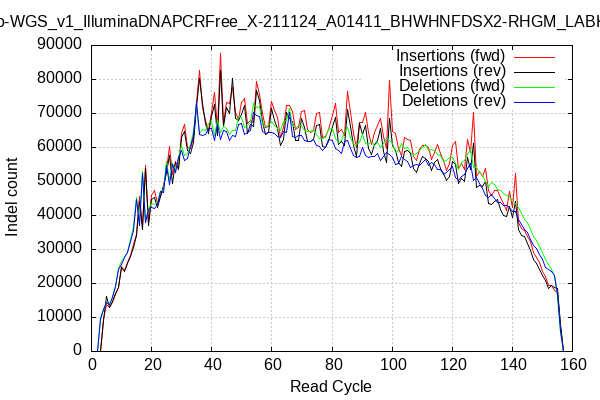 o-WGS_v1_IlluminaDNAPCRFree_X-211124_A01411_BHWHNFDSX2-RHGM_LABK
Insertions (fwd)
Insertions (rev)
Deletions (fwd)
Deletions (rev)
90000
80000
70000
60000
50000
40000
30000
20000
10000
0
Indel count
0 20 40 60 80 100 120 140 160
Read Cycle